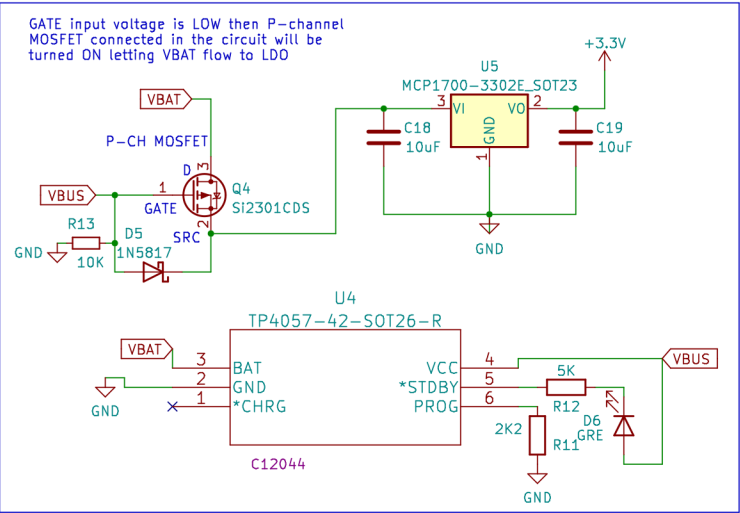 GATE input voltage is LOW then P-channel
MOSFET connected in the circuit will be
turned ON letting VBAT flow to LDO
+3.3V
U5
MCP1700-3302E_SOT23
VBAT
3 VI VO 2
GND
1
C18
10uF
C19
10uF
P-CH MOSFET
D 3
VBUS
1
GATE
Q4
Si2301CDS
2
SRC
R13
10K
GND
D5
1N5817
GND
U4
TP4057-42-SOT26-R
VBAT
3 BAT
2 GND
1 *CHRG
VCC 4
*STDBY 5
PROG 6
VBUS
5K
R12
D6
GRE
2K2
R11
GND
GND
C12044